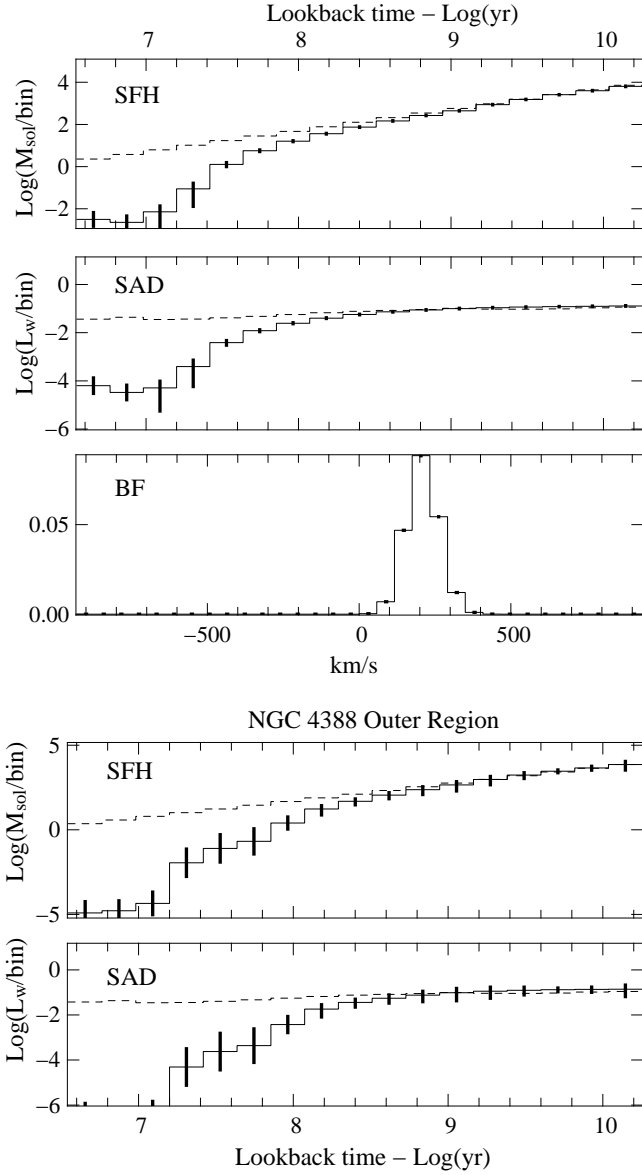 Lookback time – Log(yr)
7 8 9 10
SFH
Log(M_sol/bin)
4
2
0
−2
SAD
Log(L_w/bin)
0
−2
−4
−6
BF
0.05
0.00
−500 0 500
km/s
NGC 4388 Outer Region
SFH
Log(M_sol/bin)
5
0
−5
SAD
Log(L_w/bin)
0
−2
−4
−6
7 8 9 10
Lookback time – Log(yr)